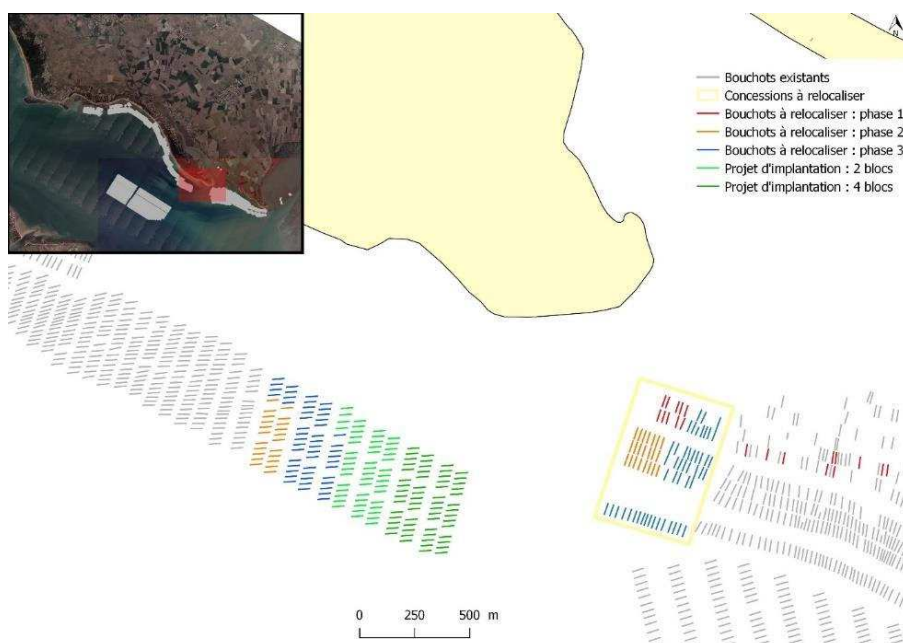 N
Bouchots existants
Concessions à relocaliser
Bouchots à relocaliser : phase 1
Bouchots à relocaliser : phase 2
Bouchots à relocaliser : phase 3
Projet d'implantation : 2 blocs
Projet d'implantation : 4 blocs
0 250 500 m